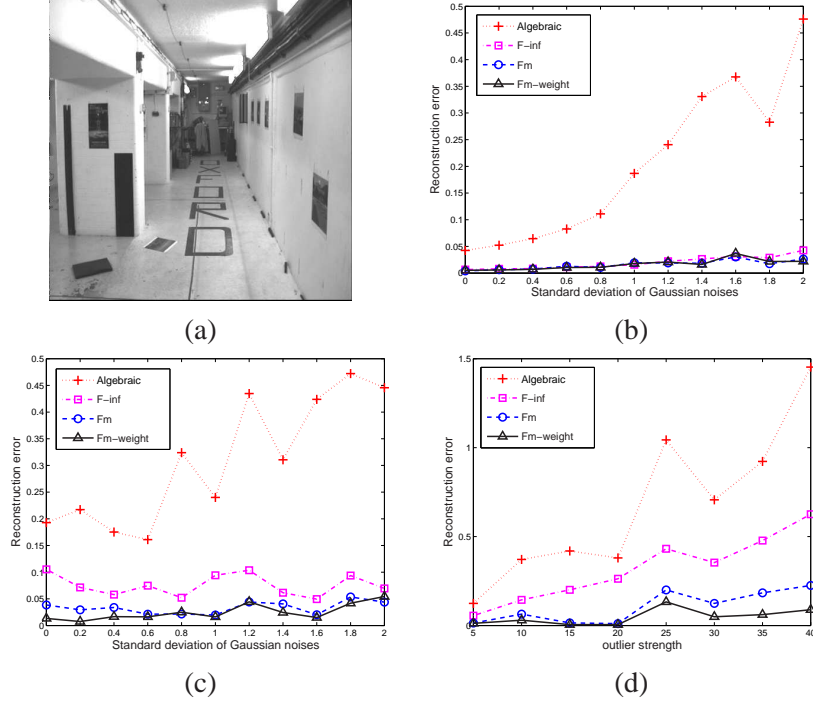 OXFORD
(a)
Reconstruction error
0.5
0.45
0.4
0.35
0.3
0.25
0.2
0.15
0.1
0.05
0
Algebraic
F−inf
Fm
Fm−weight
0 0.2 0.4 0.6 0.8 1 1.2 1.4 1.6 1.8 2
Standard deviation of Gaussian noises
(b)
Reconstruction error
0.5
0.45
0.4
0.35
0.3
0.25
0.2
0.15
0.1
0.05
0
Algebraic
F−inf
Fm
Fm−weight
0 0.2 0.4 0.6 0.8 1 1.2 1.4 1.6 1.8 2
Standard deviation of Gaussian noises
(c)
Reconstruction error
1.5
1
0.5
0
Algebraic
F−inf
Fm
Fm−weight
5 10 15 20 25 30 35 40
outlier strength
(d)